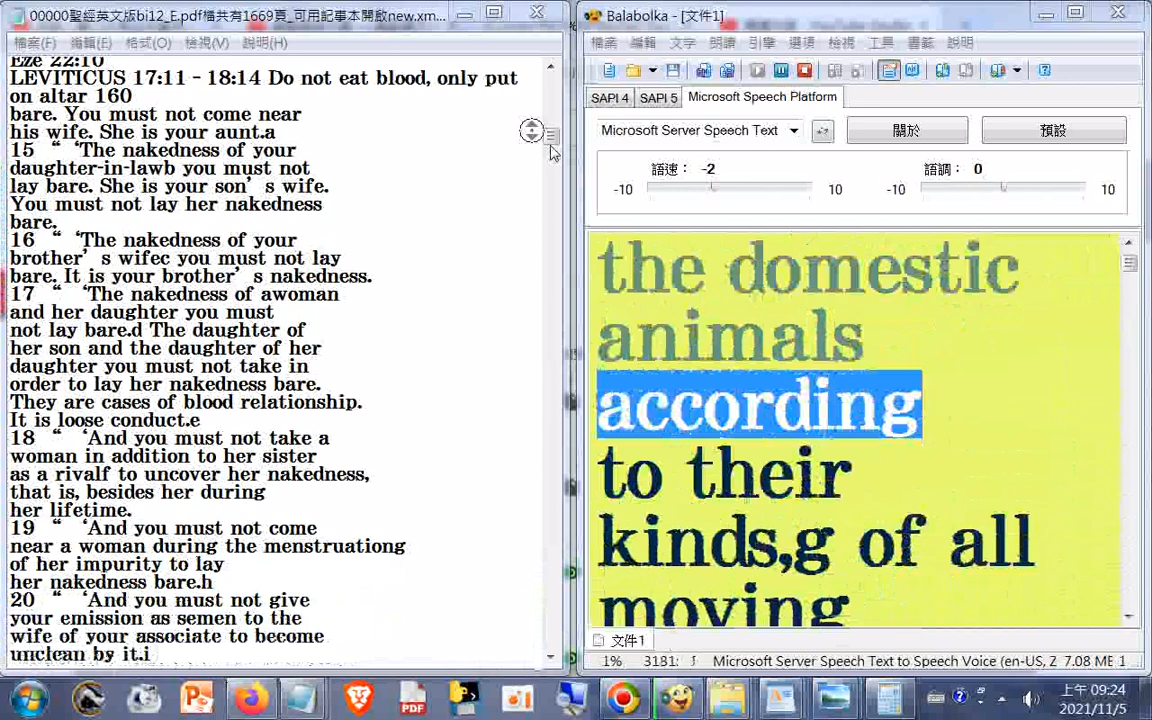 00000聖經英文版bi12_E.pdf檔共有1669頁_可用記事本開啟new.xm...
檔案(F) 編輯(E) 格式(O) 檢視(V) 說明(H)
Eze 22:10
LEVITICUS 17:11 - 18:14 Do not eat blood, only put
on altar 160
bare. You must not come near
his wife. She is your aunt.a
15 “ ‘The nakedness of your
daughter-in-lawb you must not
lay bare. She is your son’s wife.
You must not lay her nakedness
bare.
16 “ ‘The nakedness of your
brother’s wifec you must not lay
bare. It is your brother’s nakedness.
17 “ ‘The nakedness of awoman
and her daughter you must
not lay bare.d The daughter of
her son and the daughter of her
daughter you must not take in
order to lay her nakedness bare.
They are cases of blood relationship.
It is loose conduct.e
18 “ ‘And you must not take a
woman in addition to her sister
as a rivalf to uncover her nakedness,
that is, besides her during
her lifetime.
19 “ ‘And you must not come
near a woman during the menstruationg
of her impurity to lay
her nakedness bare.h
20 “ ‘And you must not give
your emission as semen to the
wife of your associate to become
unclean by it.i
Balabolka - [文件1]
檔案 編輯 文字 朗讀 引擎 選項 檢視 工具 書籤 說明
SAPI 4 SAPI 5 Microsoft Speech Platform
Microsoft Server Speech Text 關於 預設
語速： -2 語調： 0
-10 10 -10 10
the domestic
animals
according
to their
kinds,g of all
moving
文件1
1% 3181: Microsoft Server Speech Text to Speech Voice (en-US, Z 7.08 MB 1
PDF
上午 09:24
2021/11/5